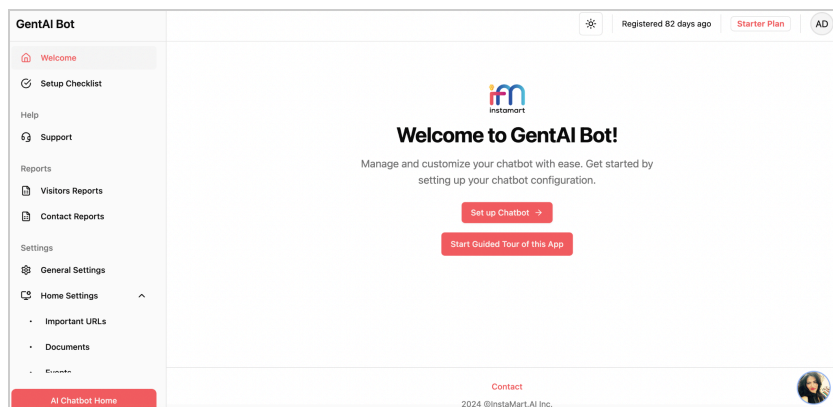 GentAI Bot
Registered 82 days ago
Starter Plan
AD
Welcome
Setup Checklist
Help
Support
Reports
Visitors Reports
Contact Reports
Settings
General Settings
Home Settings
Important URLs
Documents
Events
AI Chatbot Home
ifm
instamart
Welcome to GentAI Bot!
Manage and customize your chatbot with ease. Get started by
setting up your chatbot configuration.
Set up Chatbot →
Start Guided Tour of this App
Contact
2024 @InstaMart.AI Inc.